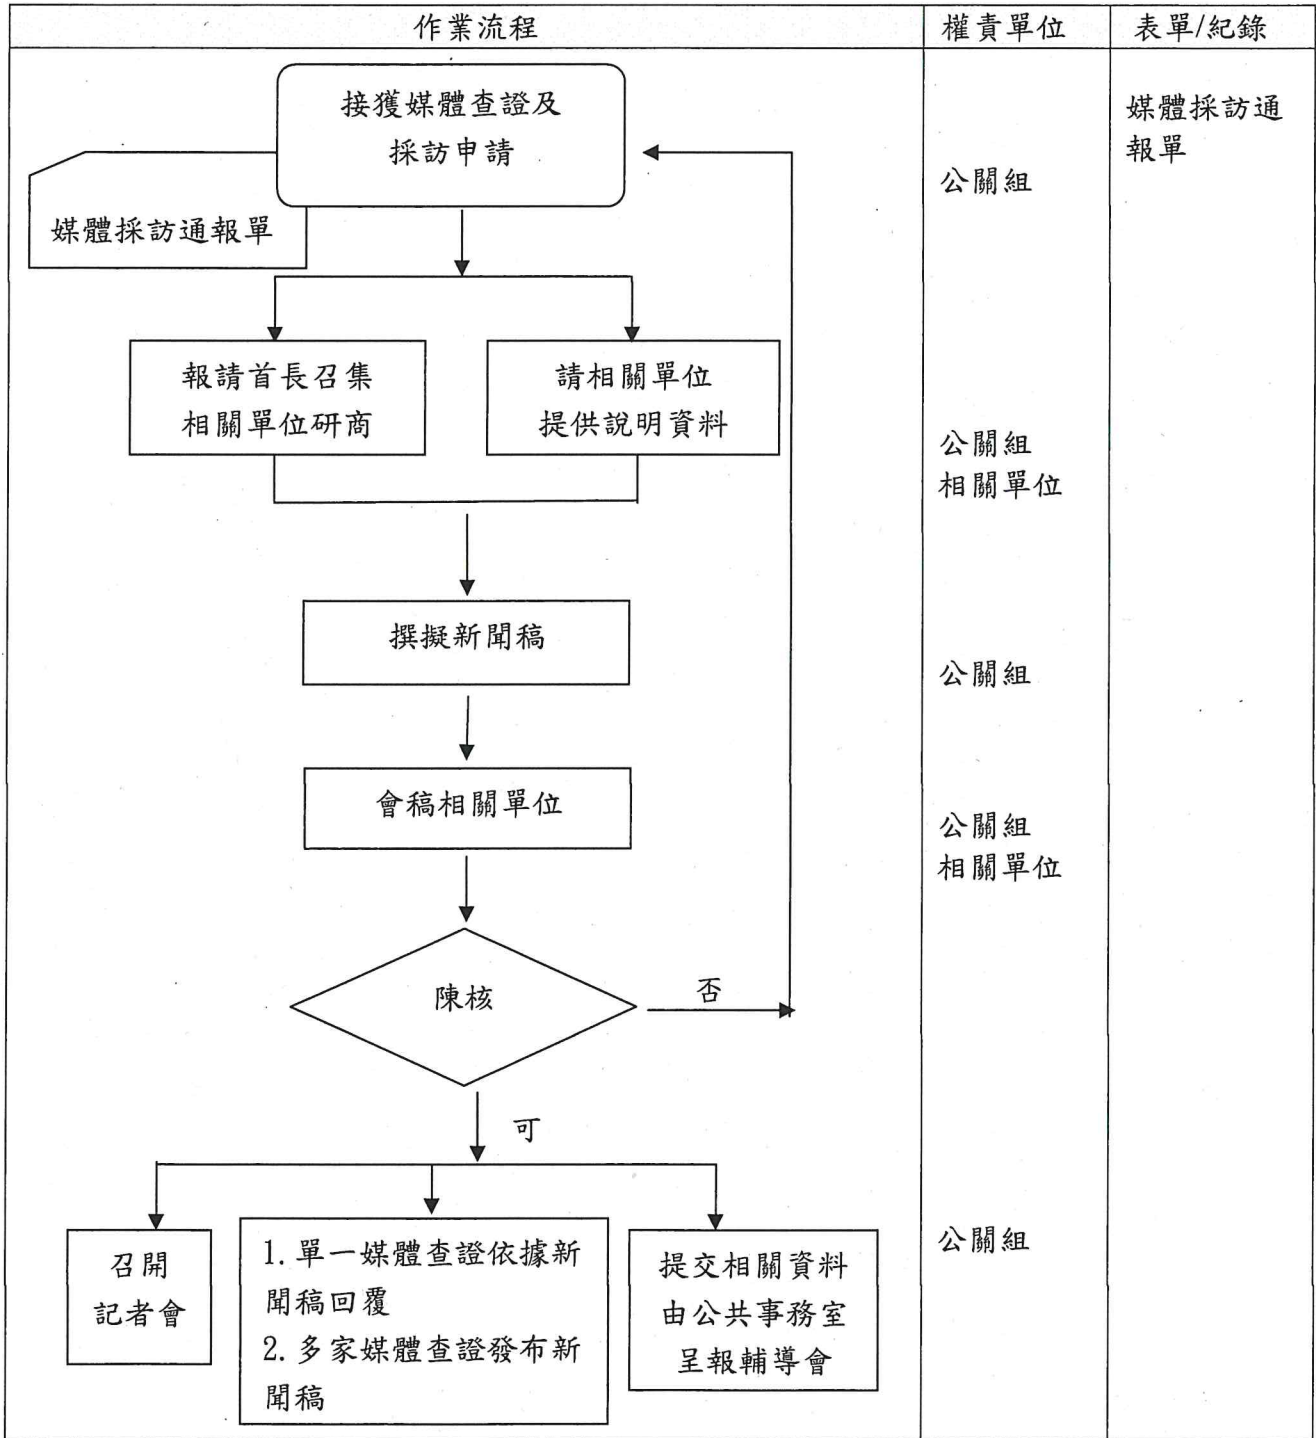 作業流程
權責單位
表單/紀錄
接獲媒體查證及
採訪申請
媒體採訪通報單
公關組
媒體採訪通
報單
報請首長召集
相關單位研商
請相關單位
提供說明資料
公關組
相關單位
撰擬新聞稿
公關組
會稿相關單位
公關組
相關單位
陳核
否
可
召開
記者會
1. 單一媒體查證依據新
聞稿回覆
2. 多家媒體查證發布新
聞稿
提交相關資料
由公共事務室
呈報輔導會
公關組